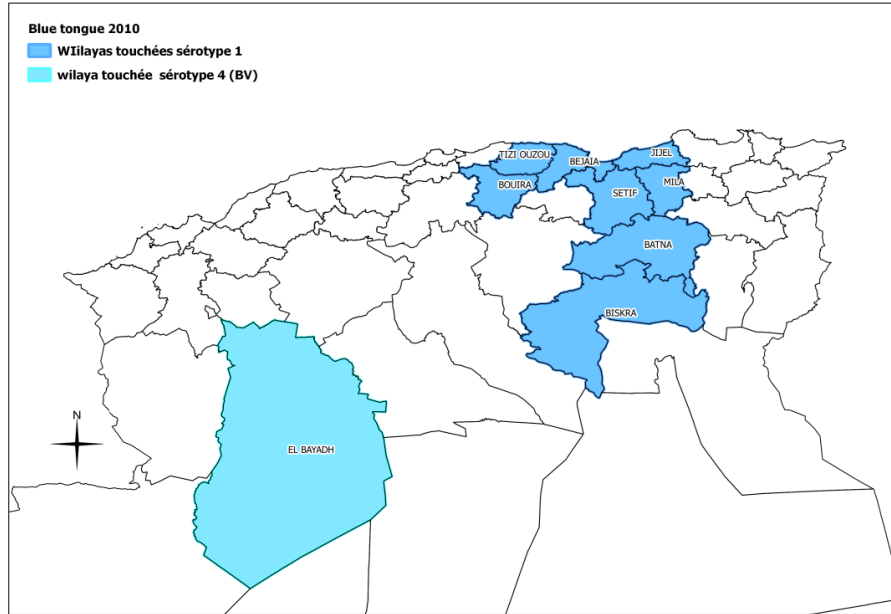 Blue tongue 2010
WIilayas touchées sérotype 1
wilaya touchée sérotype 4 (BV)
TIZI OUZOU
JIJEL
BEJAIA
BOUIRA
MILA
SETIF
BATNA
BISKRA
N
EL BAYADH